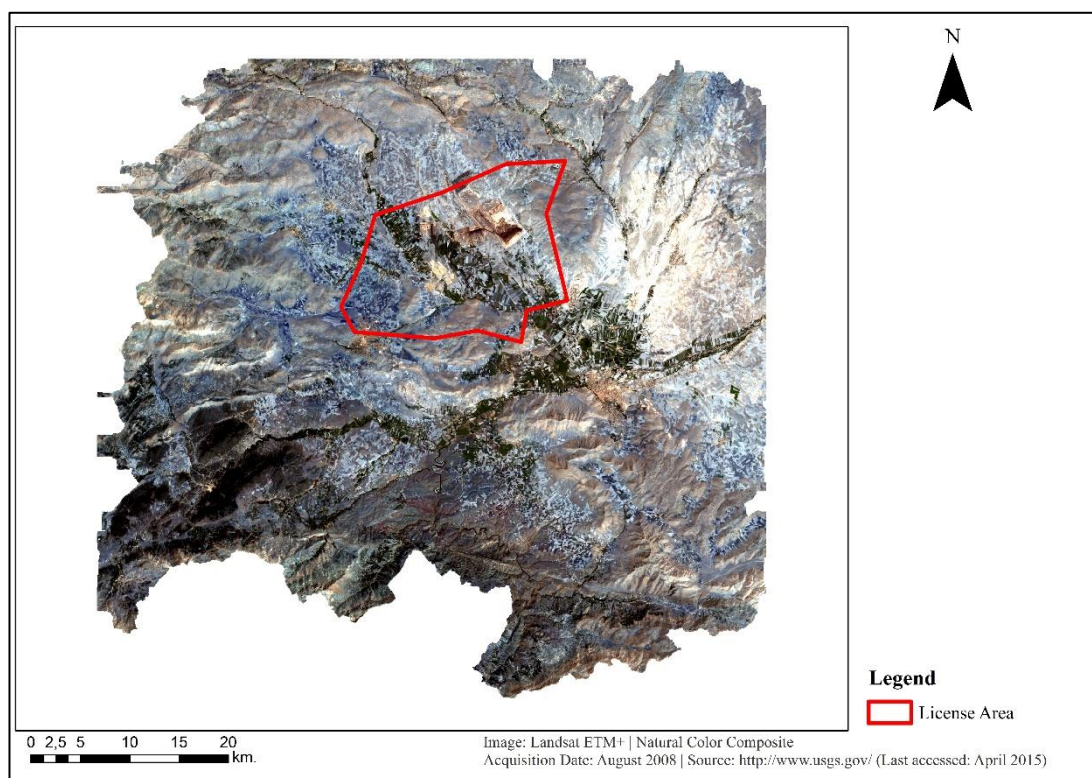 N
Legend
License Area
0 2,5 5 10 15 20
km.
Image: Landsat ETM+ | Natural Color Composite
Acquisition Date: August 2008 | Source: http://www.usgs.gov/ (Last accessed: April 2015)